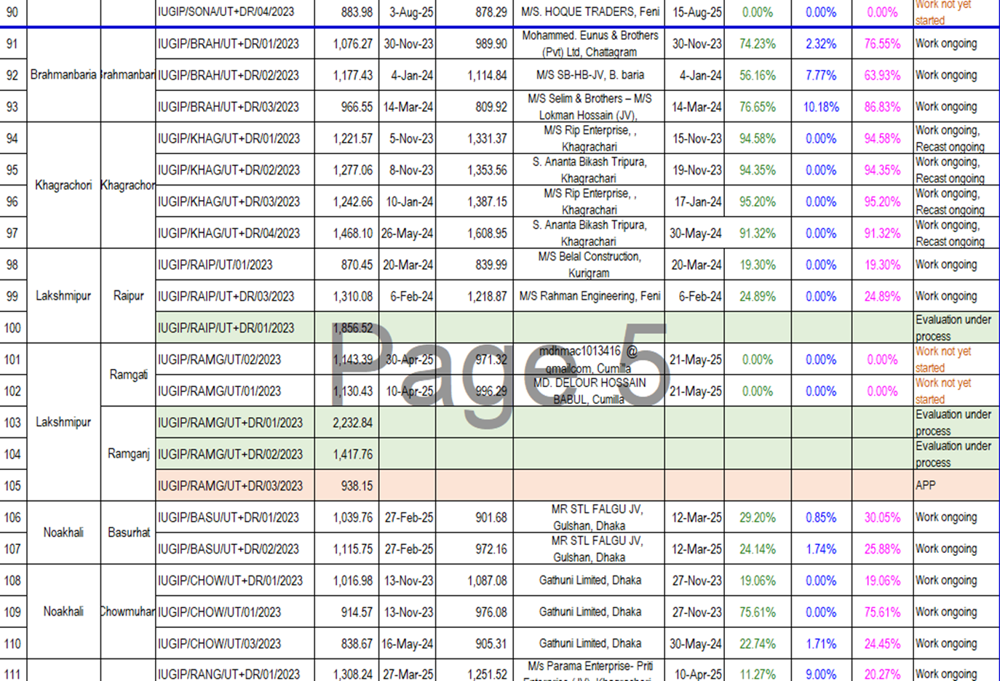 90 IUGIP/SONA/UT+DR/04/2023 883.98 3-Aug-25 878.29 M/S. HOQUE TRADERS, Feni 15-Aug-25 0.00% 0.00% 0.00% Work not yet
started
91 IUGIP/BRAH/UT+DR/01/2023 1,076.27 30-Nov-23 989.90 Mohammed. Eunus & Brothers
(Pvt) Ltd, Chattagram 30-Nov-23 74.23% 2.32% 76.55% Work ongoing
92 Brahmanbaria IUGIP/BRAH/UT+DR/02/2023 1,177.43 4-Jan-24 1,114.84 M/S SB-HB-JV, B. baria 4-Jan-24 56.16% 7.77% 63.93% Work ongoing
93 IUGIP/BRAH/UT+DR/03/2023 966.55 14-Mar-24 809.92 M/S Selim & Brothers – M/S
Lokman Hossain (JV), 14-Mar-24 76.65% 10.18% 86.83% Work ongoing
94 IUGIP/KHAG/UT+DR/01/2023 1,221.57 5-Nov-23 1,331.37 M/S Rip Enterprise, ,
Khagrachari 15-Nov-23 94.58% 0.00% 94.58% Work ongoing,
Recast ongoing
95 Khagrachori Khagrachor IUGIP/KHAG/UT+DR/02/2023 1,277.06 8-Nov-23 1,353.56 S. Ananta Bikash Tripura,
Khagrachari 19-Nov-23 94.35% 0.00% 94.35% Work ongoing,
Recast ongoing
96 IUGIP/KHAG/UT+DR/03/2023 1,242.66 10-Jan-24 1,387.15 M/S Rip Enterprise, ,
Khagrachari 17-Jan-24 95.20% 0.00% 95.20% Work ongoing,
Recast ongoing
97 IUGIP/KHAG/UT+DR/04/2023 1,468.10 26-May-24 1,608.95 S. Ananta Bikash Tripura,
Khagrachari 30-May-24 91.32% 0.00% 91.32% Work ongoing,
Recast ongoing
98 IUGIP/RAIP/UT/01/2023 870.45 20-Mar-24 839.99 M/S Belal Construction,
Kurigram 20-Mar-24 19.30% 0.00% 19.30% Work ongoing
99 Lakshmipur Raipur IUGIP/RAIP/UT+DR/03/2023 1,310.08 6-Feb-24 1,218.87 M/S Rahman Engineering, Feni 6-Feb-24 24.89% 0.00% 24.89% Work ongoing
100 IUGIP/RAIP/UT+DR/01/2023 1,856.52 Evaluation under
process
101 Ramgati IUGIP/RAMG/UT/02/2023 1,143.39 30-Apr-25 971.32 mdhmac1013416 @
gmailcom, Cumilla 21-May-25 0.00% 0.00% 0.00% Work not yet
started
102 IUGIP/RAMG/UT/01/2023 1,130.43 10-Apr-25 996.29 MD. DELOUR HOSSAIN
BABUL, Cumilla 21-May-25 0.00% 0.00% 0.00% Work not yet
started
Page 5
103 Lakshmipur IUGIP/RAMG/UT+DR/01/2023 2,232.84 Evaluation under
process
104 Ramganj IUGIP/RAMG/UT+DR/02/2023 1,417.76 Evaluation under
process
105 IUGIP/RAMG/UT+DR/03/2023 938.15 APP
106 Noakhali Basurhat IUGIP/BASU/UT+DR/01/2023 1,039.76 27-Feb-25 901.68 MR STL FALGU JV,
Gulshan, Dhaka 12-Mar-25 29.20% 0.85% 30.05% Work ongoing
107 IUGIP/BASU/UT+DR/02/2023 1,115.75 27-Feb-25 972.16 MR STL FALGU JV,
Gulshan, Dhaka 12-Mar-25 24.14% 1.74% 25.88% Work ongoing
108 IUGIP/CHOW/UT+DR/01/2023 1,016.98 13-Nov-23 1,087.08 Gathuni Limited, Dhaka 27-Nov-23 19.06% 0.00% 19.06% Work ongoing
109 Noakhali Chowmuhar IUGIP/CHOW/UT/01/2023 914.57 13-Nov-23 976.08 Gathuni Limited, Dhaka 27-Nov-23 75.61% 0.00% 75.61% Work ongoing
110 IUGIP/CHOW/UT/03/2023 838.67 16-May-24 905.31 Gathuni Limited, Dhaka 30-May-24 22.74% 1.71% 24.45% Work ongoing
111 IUGIP/RANG/UT+DR/01/2023 1,308.24 27-Mar-25 1,251.52 M/s Parama Enterprise- Priti 10-Apr-25 11.27% 9.00% 20.27% Work ongoing